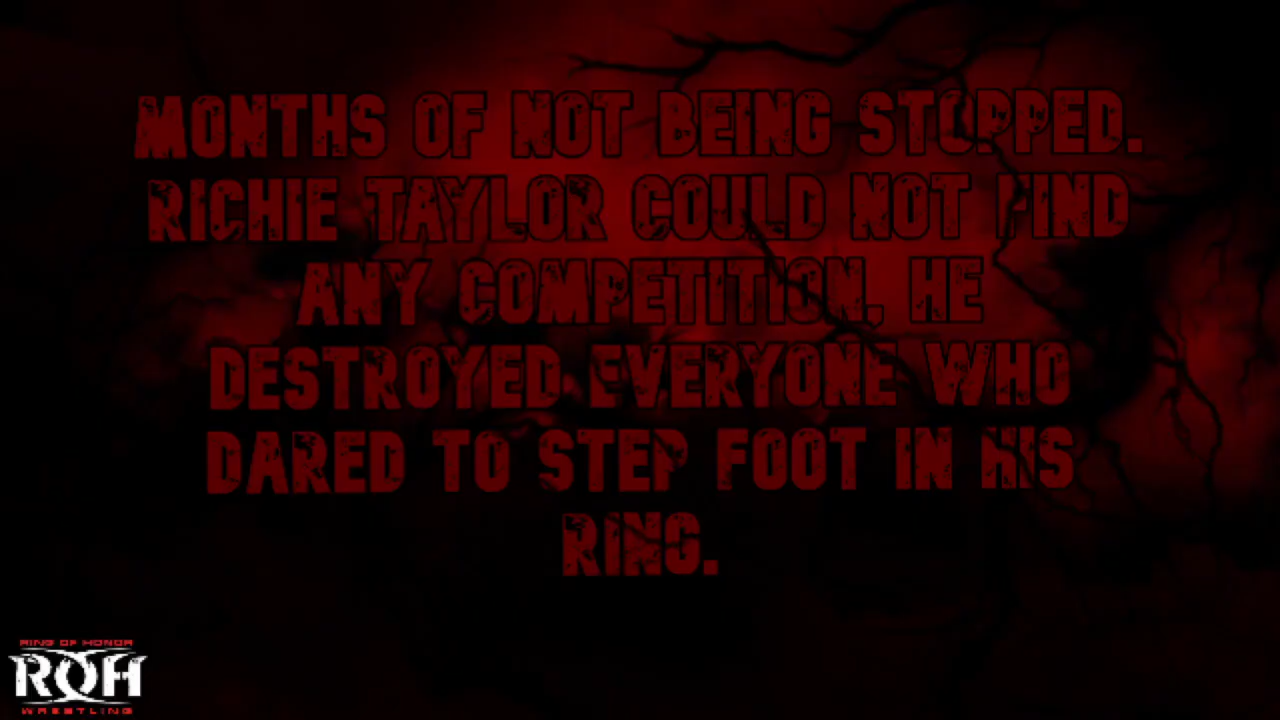 MONTHS OF NOT BEING STOPPED.
RICHIE TAYLOR COULD NOT FIND
ANY COMPETITION, HE
DESTROYED EVERYONE WHO
DARED TO STEP FOOT IN HIS
RING.
RING OF HONOR
ROH
WRESTLING